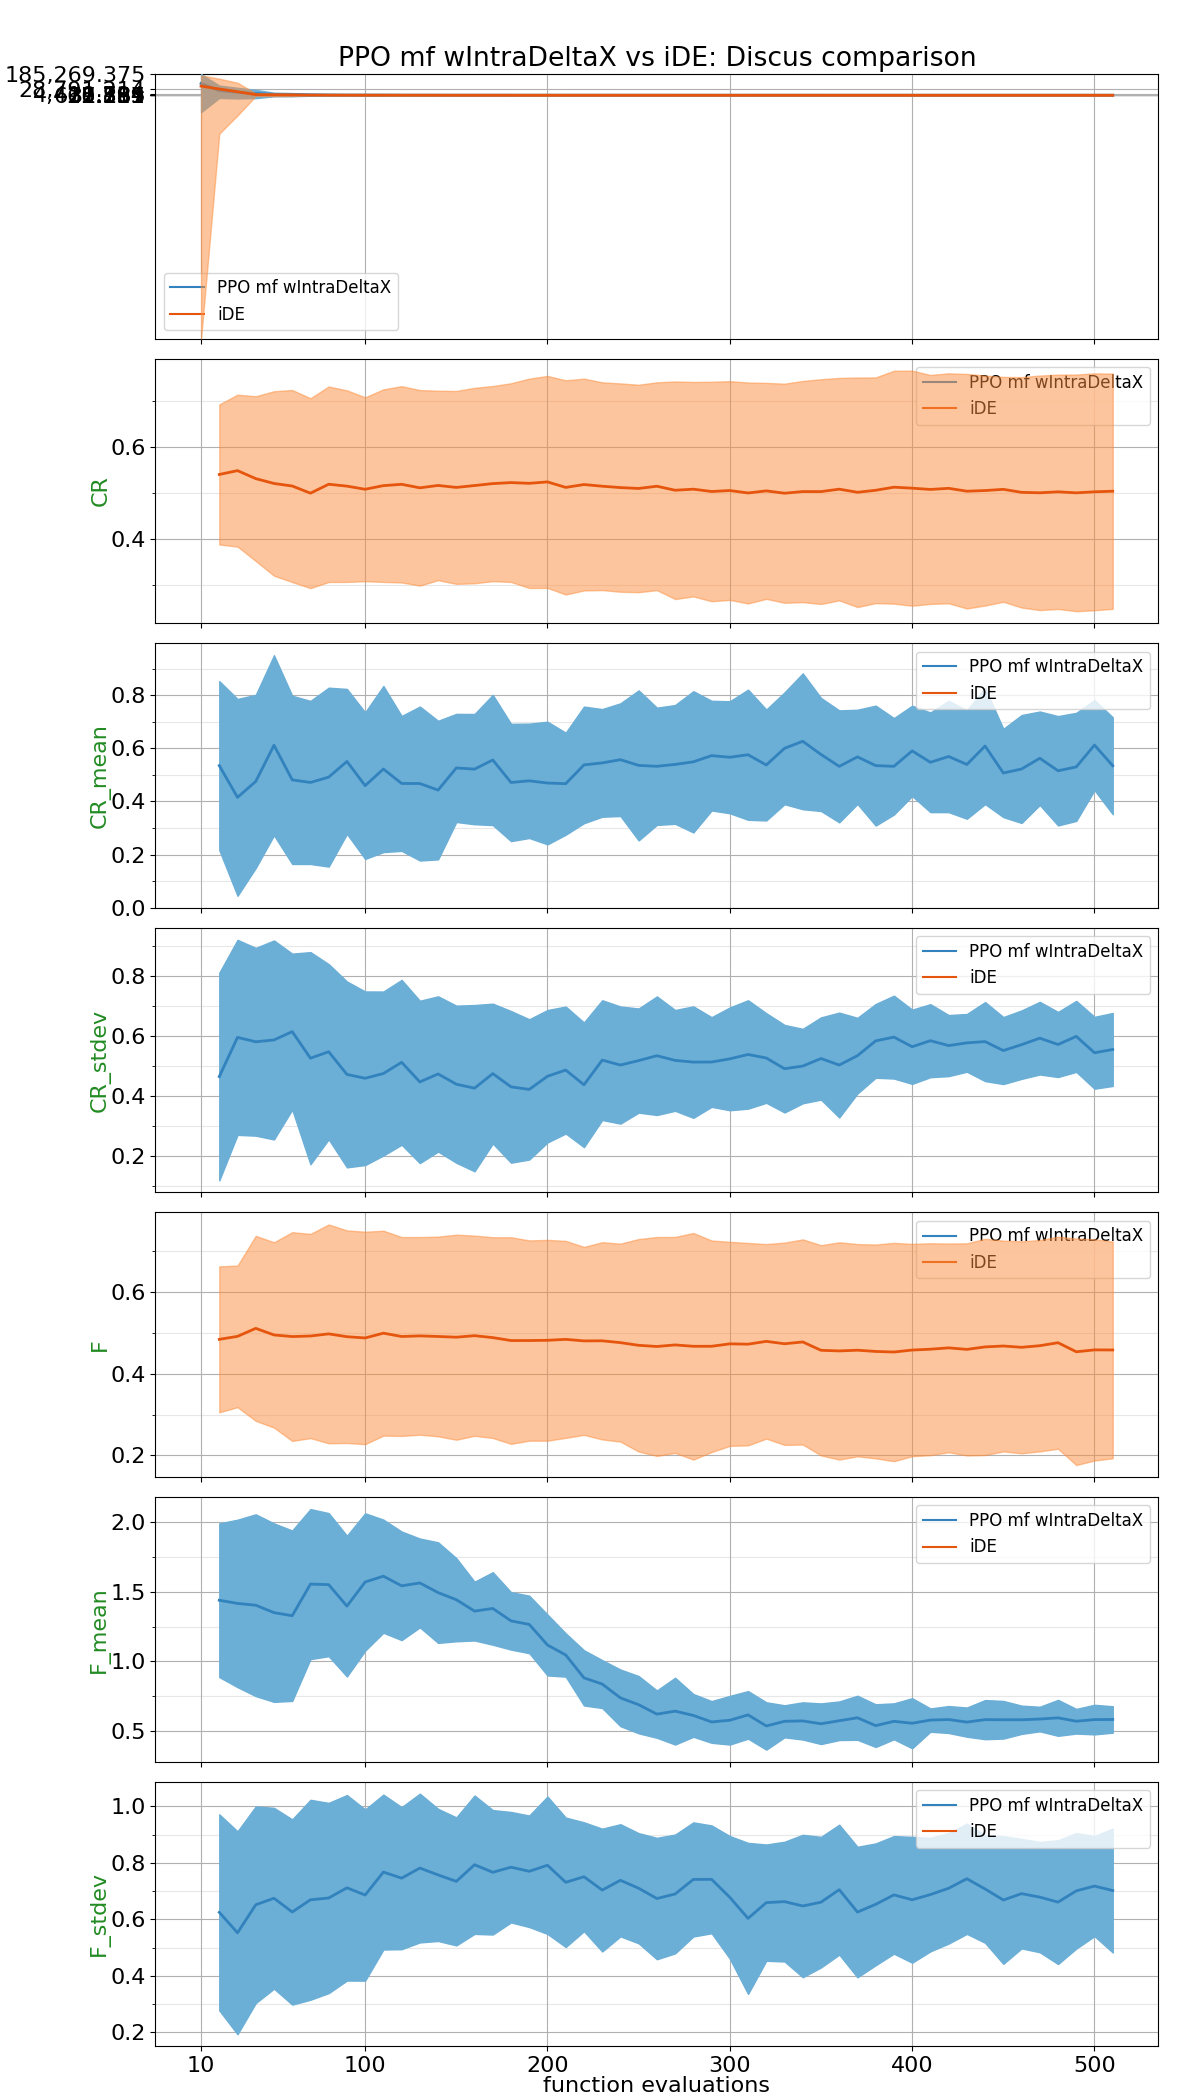 PPO mf wIntraDeltaX vs iDE: Discus comparison
185,269.375
PPO mf wIntraDeltaX
iDE
PPO mf wIntraDeltaX
iDE
0.6
0.4
CR
PPO mf wIntraDeltaX
iDE
0.8
0.6
0.4
0.2
0.0
CR_mean
PPO mf wIntraDeltaX
iDE
0.8
0.6
0.4
0.2
CR_stdev
PPO mf wIntraDeltaX
iDE
0.6
0.4
0.2
F
PPO mf wIntraDeltaX
iDE
2.0
1.5
1.0
0.5
F_mean
PPO mf wIntraDeltaX
iDE
1.0
0.8
0.6
0.4
0.2
F_stdev
10 100 200 300 400 500
function evaluations